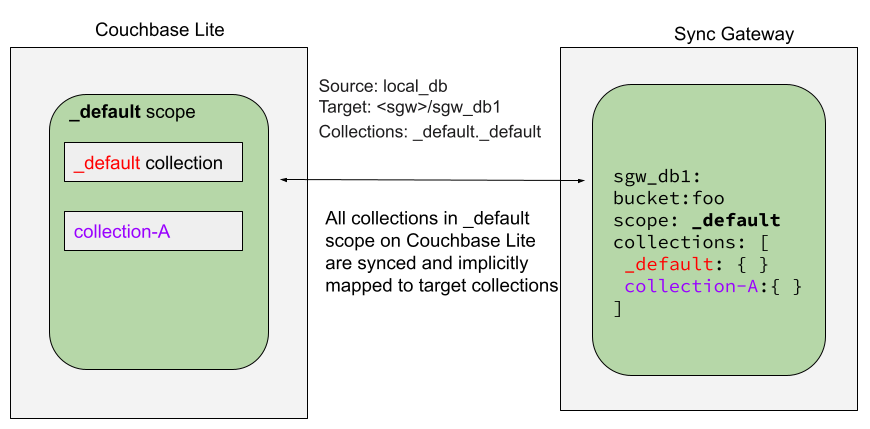 Couchbase Lite
_default scope
_default collection
collection-A
Source: local_db
Target: <sgw>/sgw_db1
Collections: _default._default
All collections in _default
scope on Couchbase Lite
are synced and implicitly
mapped to target collections
Sync Gateway
sgw_db1:
bucket:foo
scope: _default
collections: [
_default: { }
collection-A:{ }
]